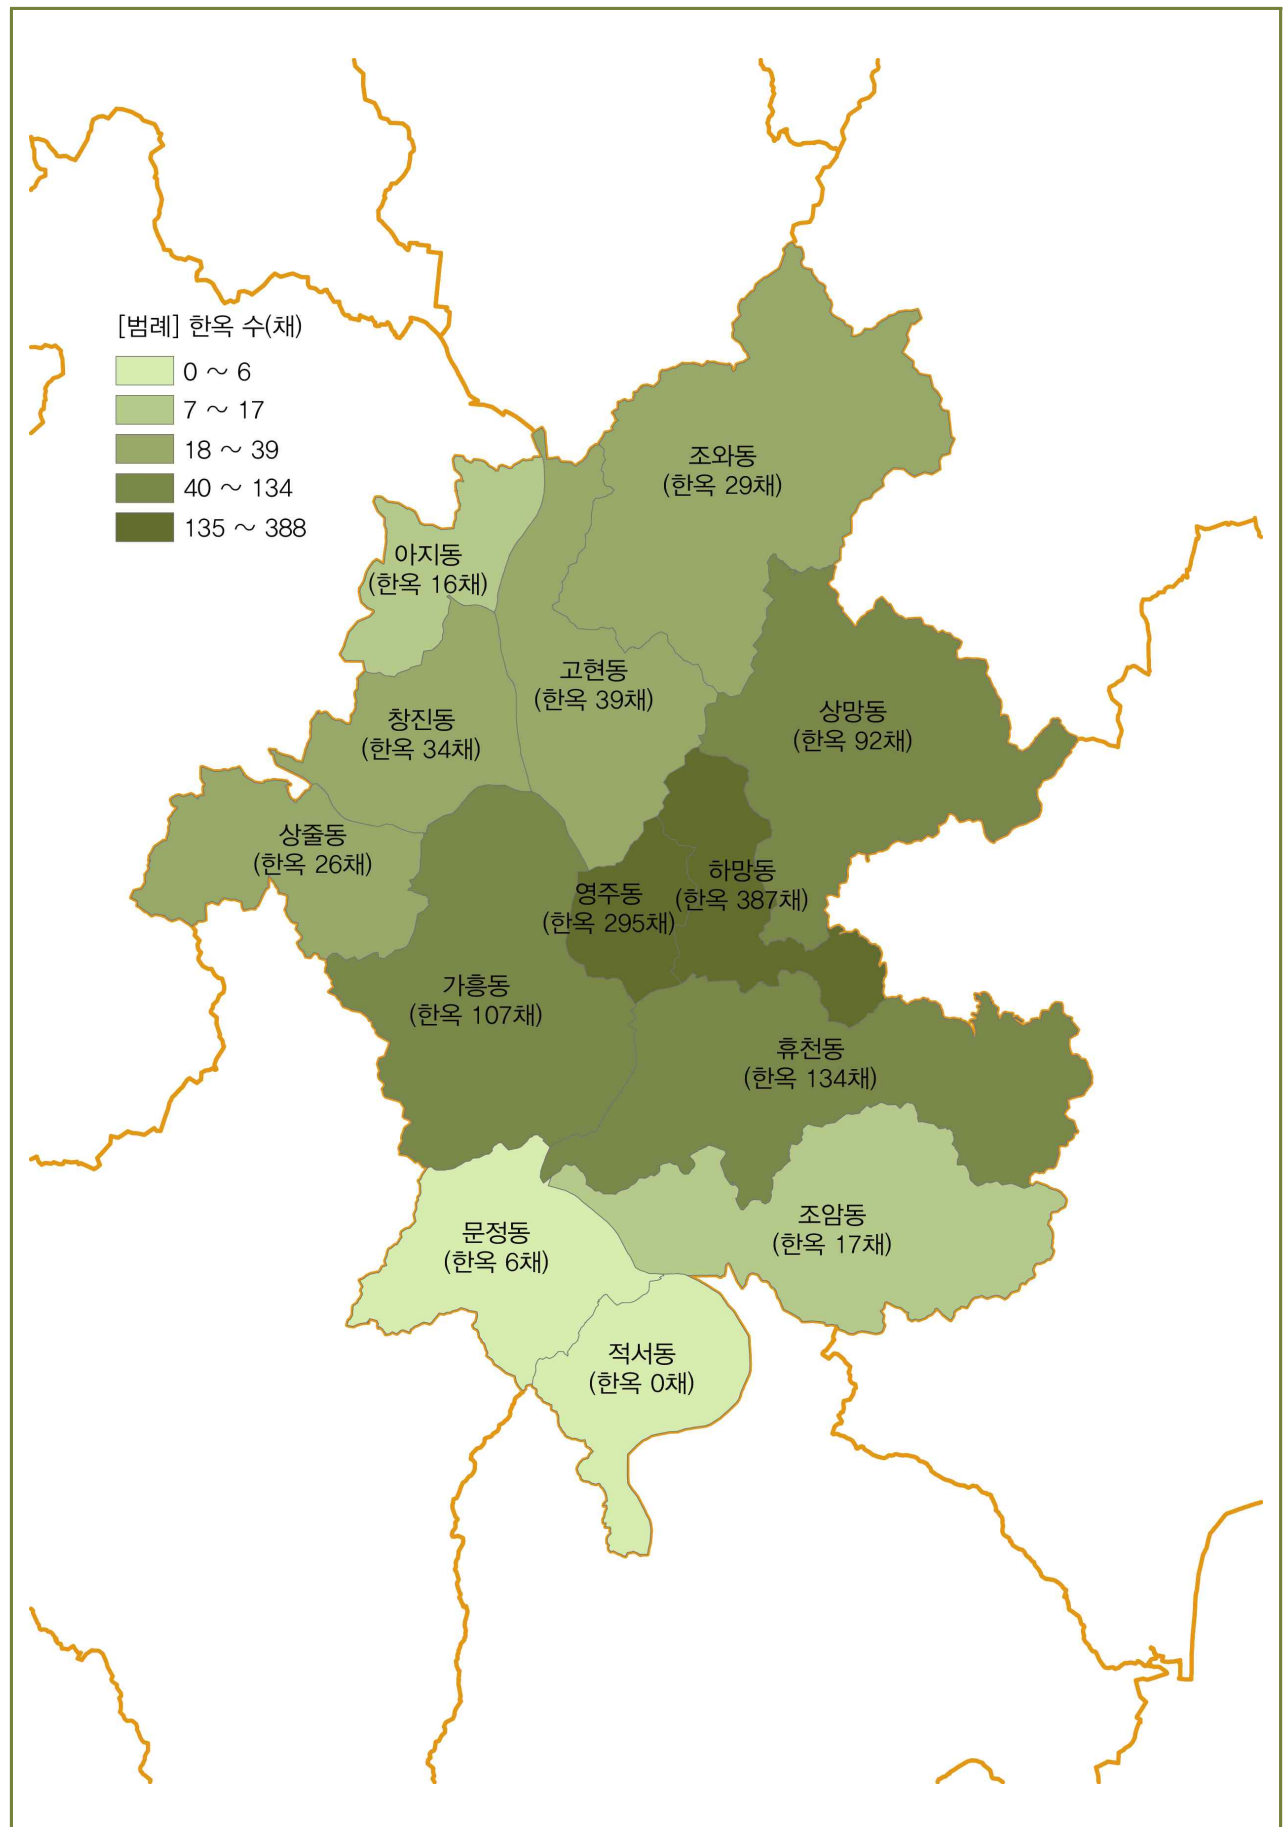 [범례] 한옥 수(채)
0 ～ 6
7 ～ 17
18 ～ 39
40 ～ 134
135 ～ 388
조와동
(한옥 29채)
아지동
(한옥 16채)
고현동
(한옥 39채)
창진동
(한옥 34채)
상망동
(한옥 92채)
상줄동
(한옥 26채)
하망동
(한옥 387채)
영주동
(한옥 295채)
가흥동
(한옥 107채)
휴천동
(한옥 134채)
조암동
(한옥 17채)
문정동
(한옥 6채)
적서동
(한옥 0채)